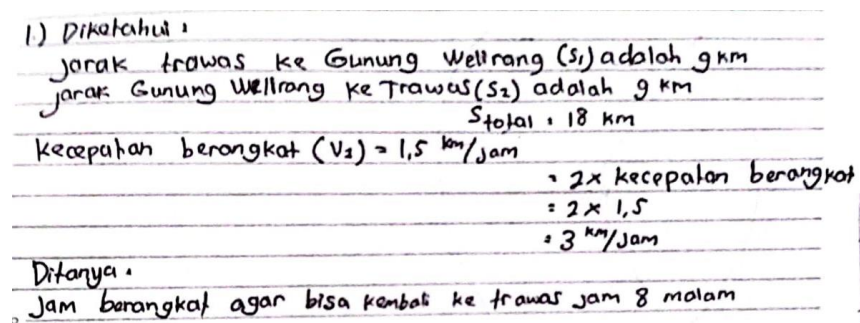 1.) Diketahui :
Jarak trawas ke Gunung Wellrang (S1) adalah 9 km
jarak Gunung Wellrang ke Trawas (S2) adalah 9 km
Stotal = 18 km
Kecepatan berangkat (V1) = 1,5 km/jam
= 2x kecepatan berangkat
= 2 x 1,5
= 3 km/jam
Ditanya :
Jam berangkat agar bisa kembali ke trawas jam 8 malam